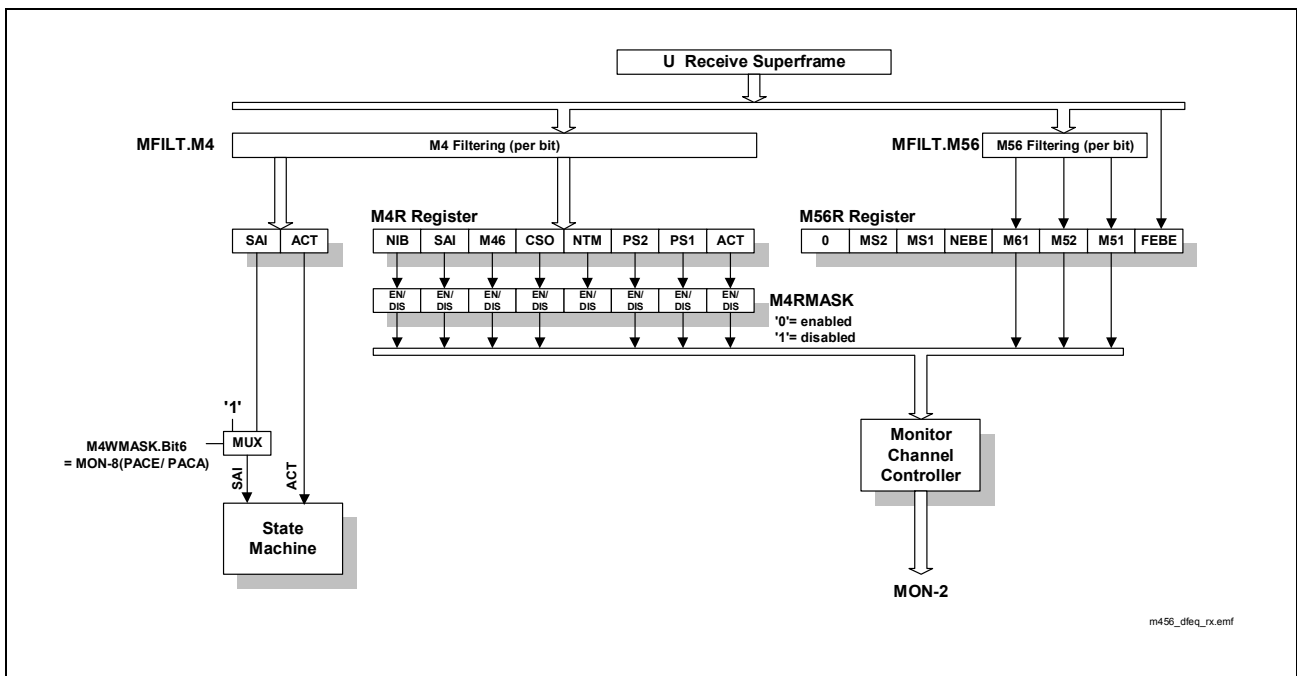 U Receive Superframe
MFILT.M4
M4 Filtering (per bit)
MFILT.M56
M56 Filtering (per bit)
M4R Register
M56R Register
SAI ACT
NIB SAI M46 CSO NTM PS2 PS1 ACT
0 MS2 MS1 NEBE M61 M52 M51 FEBE
EN/ EN/ EN/ EN/ EN/ EN/ EN/ EN/
DIS DIS DIS DIS DIS DIS DIS DIS
M4RMASK
'0'= enabled
'1'= disabled
'1'
MUX
M4WMASK.Bit6
= MON-8(PACE/ PACA)
SAI
ACT
State
Machine
Monitor
Channel
Controller
MON-2
m456_dfeq_rx.emf